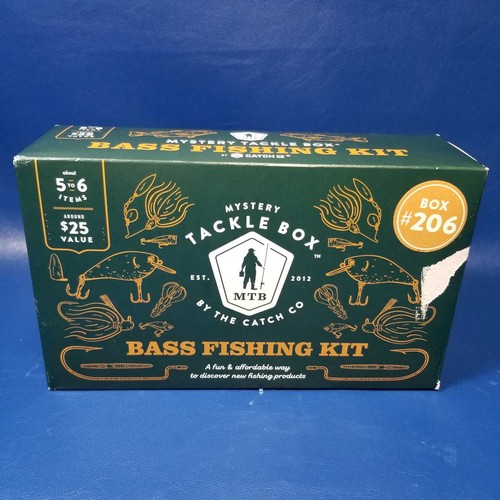 MYSTERY TACKLE BOX
BY CATCH CO
BASS FISHING KIT
about
5 TO 6
ITEMS
AROUND
$25
VALUE
BOX
#206
MYSTERY
TACKLE BOX™
EST. 2012
MTB
BY THE CATCH CO
BASS FISHING KIT
A fun & affordable way
to discover new fishing products